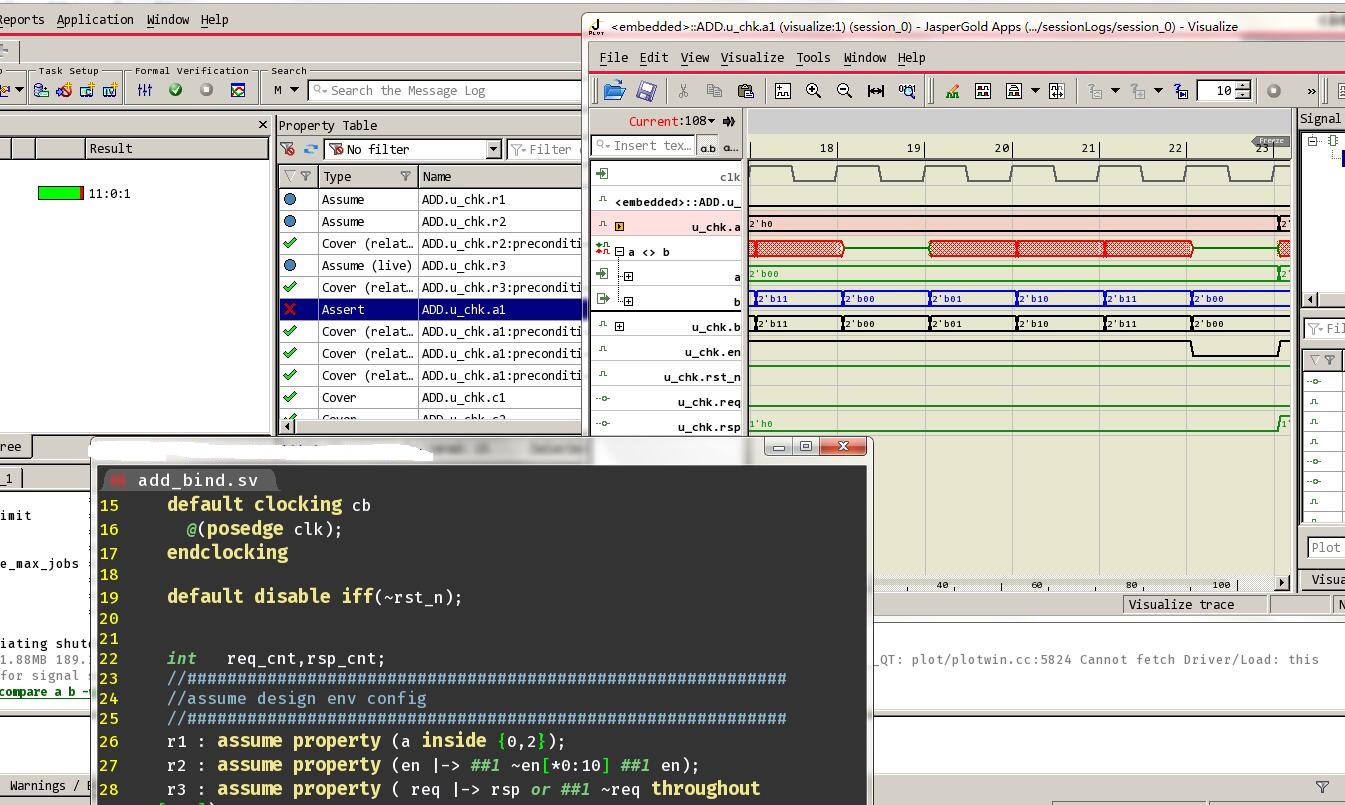 Reports Application Window Help
Task Setup Formal Verification Search
M Search the Message Log
Result
11:0:1
Property Table
No filter Filter
Type Name
Assume ADD.u_chk.r1
Assume ADD.u_chk.r2
Cover (relat… ADD.u_chk.r2:preconditi
Assume (live) ADD.u_chk.r3
Cover (relat… ADD.u_chk.r3:preconditi
Assert ADD.u_chk.a1
Cover (relat… ADD.u_chk.a1:preconditi
Cover (relat… ADD.u_chk.a1:preconditi
Cover (relat… ADD.u_chk.a1:preconditi
Cover ADD.u_chk.c1
Cover ADD.u_chk.c2
<embedded>::ADD.u_chk.a1 (visualize:1) (session_0) - JasperGold Apps (.../sessionLogs/session_0) - Visualize
File Edit View Visualize Tools Window Help
10 »
Current:108
Insert tex… a.b a…
18 19 20 21 22 23
Freeze
clk
<embedded>::ADD.u_
u_chk.a 2'h0 2'
a <> b
a 2'b00 2'
b 2'b11 2'b00 2'b01 2'b10 2'b11 2'b00
u_chk.b 2'b11 2'b00 2'b01 2'b10 2'b11 2'b00
u_chk.en
u_chk.rst_n
u_chk.req
u_chk.rsp 1'h0 1'
40 60 80 100
Visualize trace
Signal
Fil
Plot
Visua
_QT: plot/plotwin.cc:5824 Cannot fetch Driver/Load: this
ree
_1
imit
e_max_jobs
iating shut
1.88MB 189.
for signal s
compare a b ~
Warnings / E
add_bind.sv
15 default clocking cb
16 @(posedge clk);
17 endclocking
18
19 default disable iff(~rst_n);
20
21
22 int req_cnt,rsp_cnt;
23 //############################################################
24 //assume design env config
25 //############################################################
26 r1 : assume property (a inside {0,2});
27 r2 : assume property (en |-> ##1 ~en[*0:10] ##1 en);
28 r3 : assume property ( req |-> rsp or ##1 ~req throughout